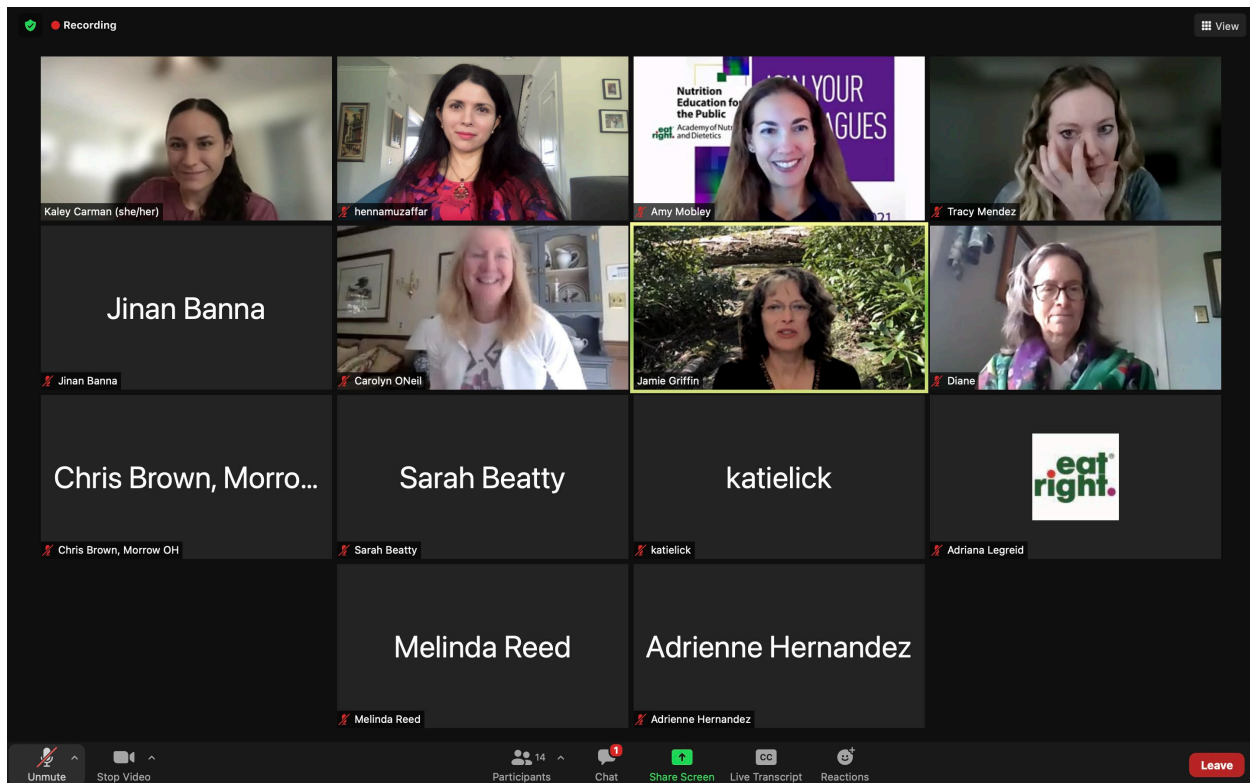 Recording
View
Nutrition
Education for
the Public
eat right. Academy of Nut
and Dietetics
JOIN YOUR
AGUES
2021
Kaley Carman (she/her)
hennamuzaffar
Amy Mobley
Tracy Mendez
Jinan Banna
Jinan Banna
Carolyn ONeil
Jamie Griffin
Diane
Chris Brown, Morro...
Sarah Beatty
katielick
eat
right.
Chris Brown, Morrow OH
Sarah Beatty
katielick
Adriana Legreid
Melinda Reed
Adrienne Hernandez
Melinda Reed
Adrienne Hernandez
Unmute
Stop Video
14
Participants
1
Chat
Share Screen
CC
Live Transcript
Reactions
Leave